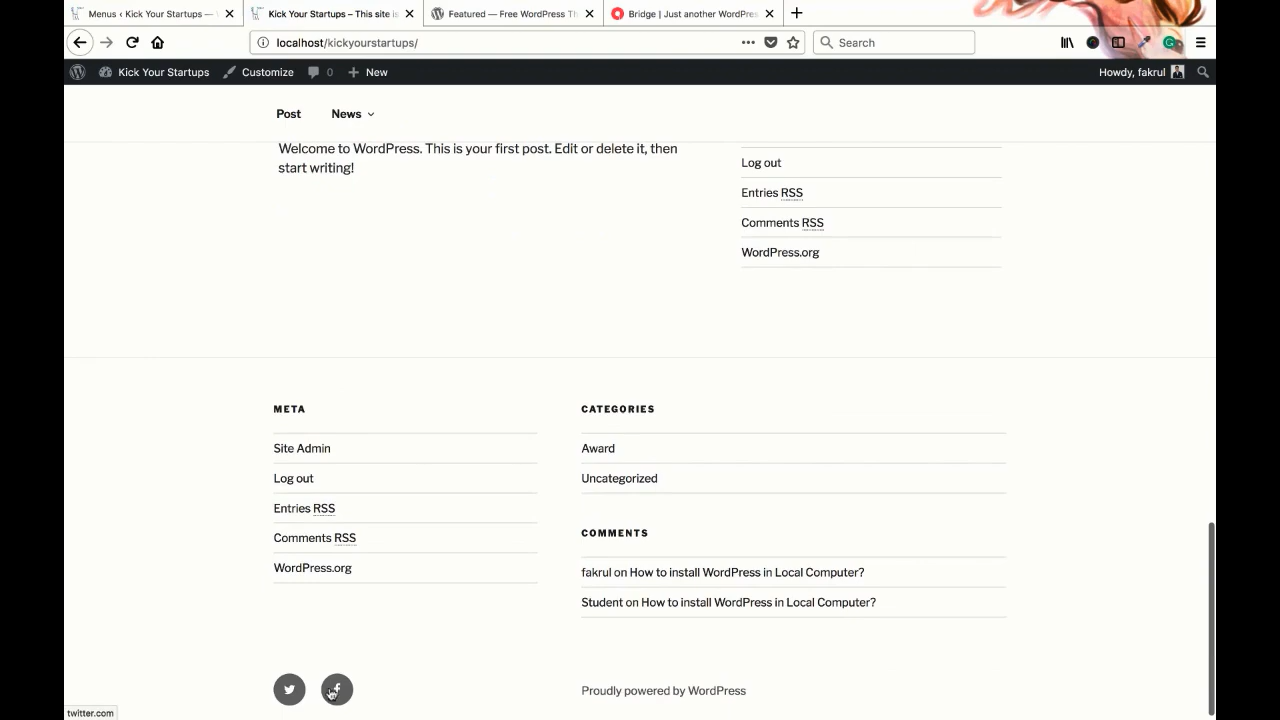 Menus ‹ Kick Your Startups —
Kick Your Startups – This site is
Featured — Free WordPress Th
Bridge | Just another WordPres
localhost/kickyourstartups/
Search
Kick Your Startups
Customize
0
New
Howdy, fakrul
Post
News
Welcome to WordPress. This is your first post. Edit or delete it, then
start writing!
Log out
Entries RSS
Comments RSS
WordPress.org
META
Site Admin
Log out
Entries RSS
Comments RSS
WordPress.org
CATEGORIES
Award
Uncategorized
COMMENTS
fakrul on How to install WordPress in Local Computer?
Student on How to install WordPress in Local Computer?
Proudly powered by WordPress
twitter.com